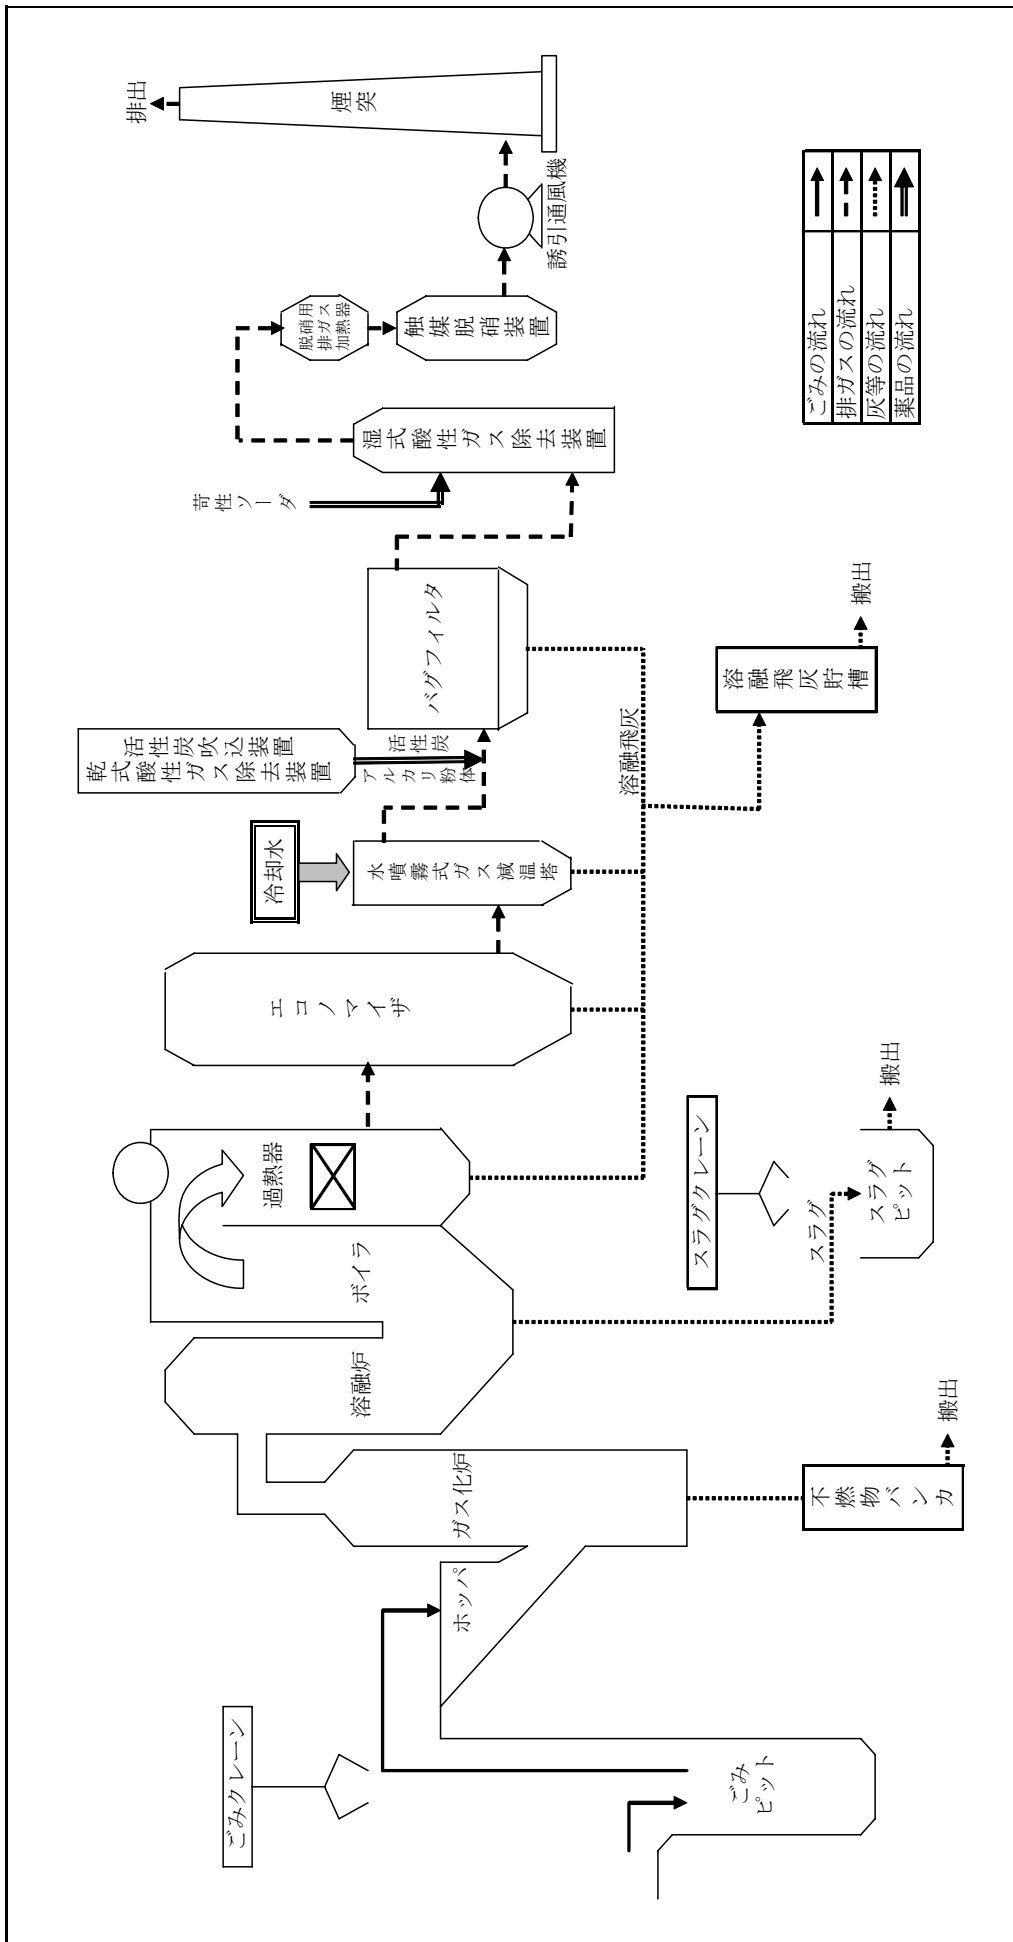 ごみクレーン
ごみ
ピット
ホッパ
ガス化炉
不燃物バンカ
搬出
溶融炉
ボイラ
過熱器
スラグクレーン
スラグ
スラグ
ピット
搬出
エコノマイザ
冷却水
水噴霧式ガス減温塔
活性炭吹込装置
乾式酸性ガス除去装置
活性炭
アルカリ粉体
バグフィルタ
溶融飛灰
溶融飛灰貯槽
搬出
苛性ソーダ
湿式酸性ガス除去装置
脱硝用
排ガス
加熱器
触媒脱硝装置
誘引通風機
煙突
排出
ごみの流れ
排ガスの流れ
灰等の流れ
薬品の流れ